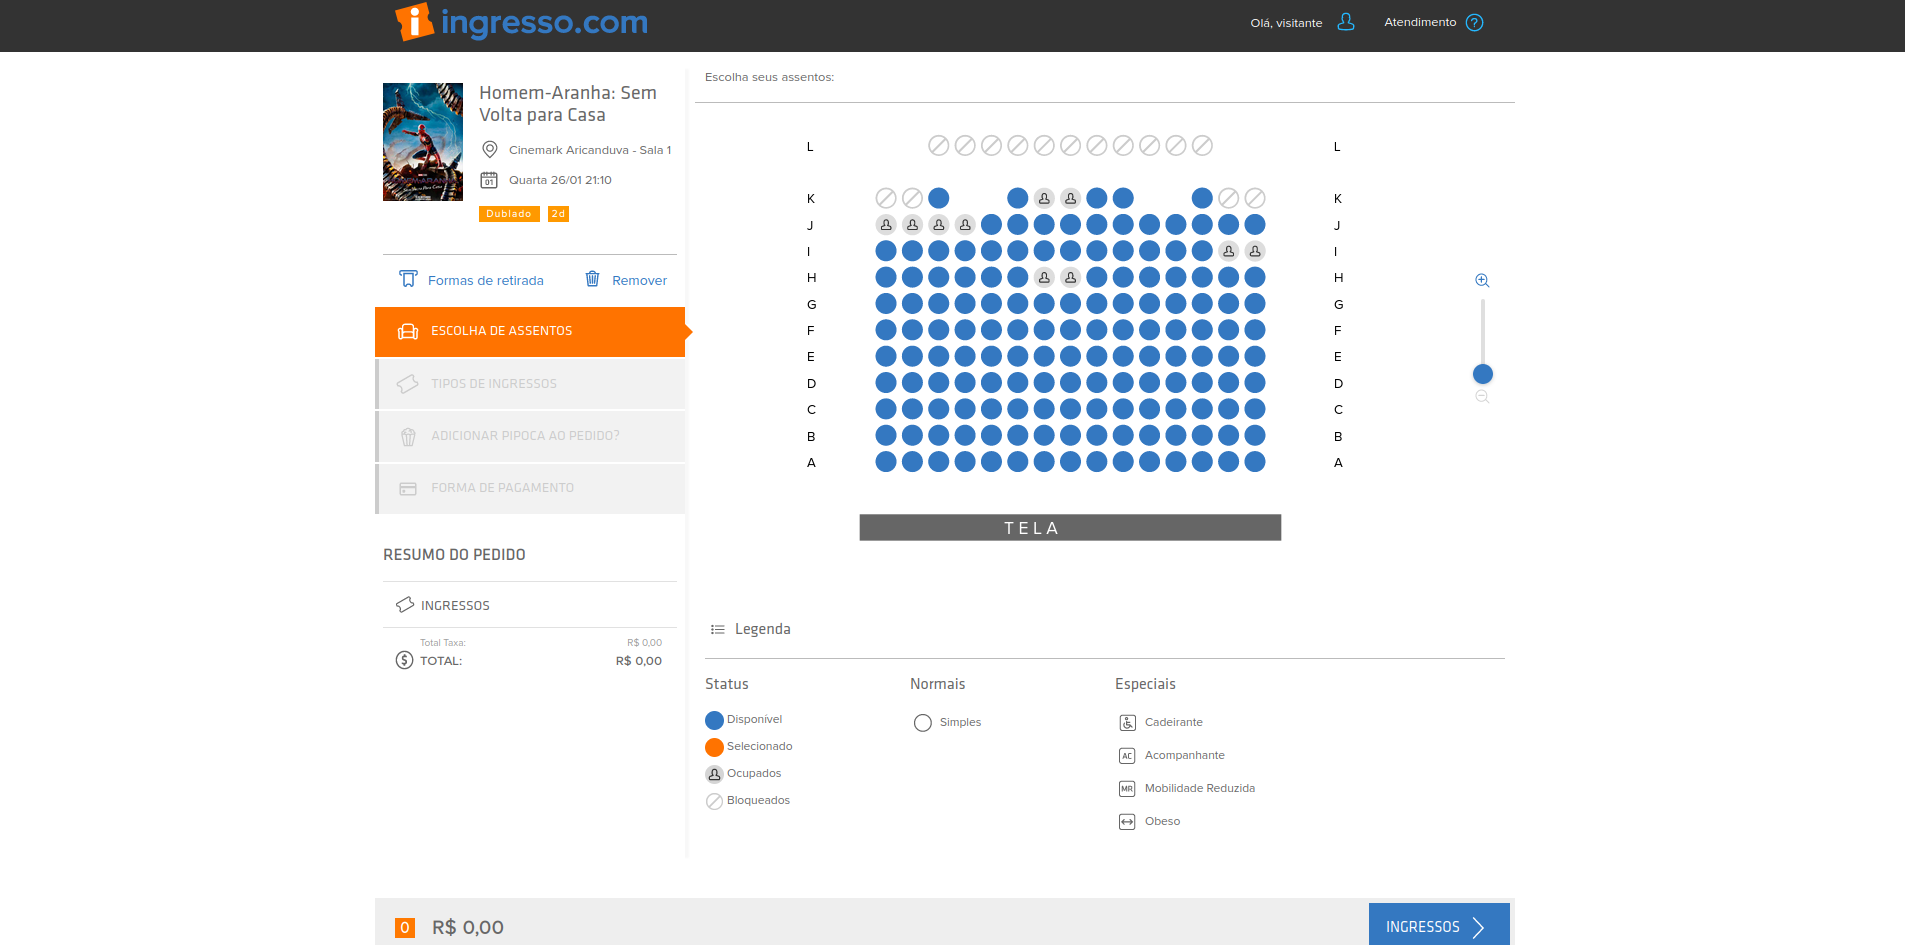 ingresso.com
Olá, visitante
Atendimento
Homem-Aranha: Sem
Volta para Casa
Cinemark Aricanduva - Sala 1
01
Quarta 26/01 21:10
Dublado
2d
Formas de retirada
Remover
ESCOLHA DE ASSENTOS
TIPOS DE INGRESSOS
ADICIONAR PIPOCA AO PEDIDO?
FORMA DE PAGAMENTO
RESUMO DO PEDIDO
INGRESSOS
Total Taxa: R$ 0,00
TOTAL: R$ 0,00
Escolha seus assentos:
L L
K K
J J
I I
H H
G G
F F
E E
D D
C C
B B
A A
TELA
Legenda
Status
Disponível
Selecionado
Ocupados
Bloqueados
Normais
Simples
Especiais
Cadeirante
AC Acompanhante
MR Mobilidade Reduzida
Obeso
0 R$ 0,00
INGRESSOS